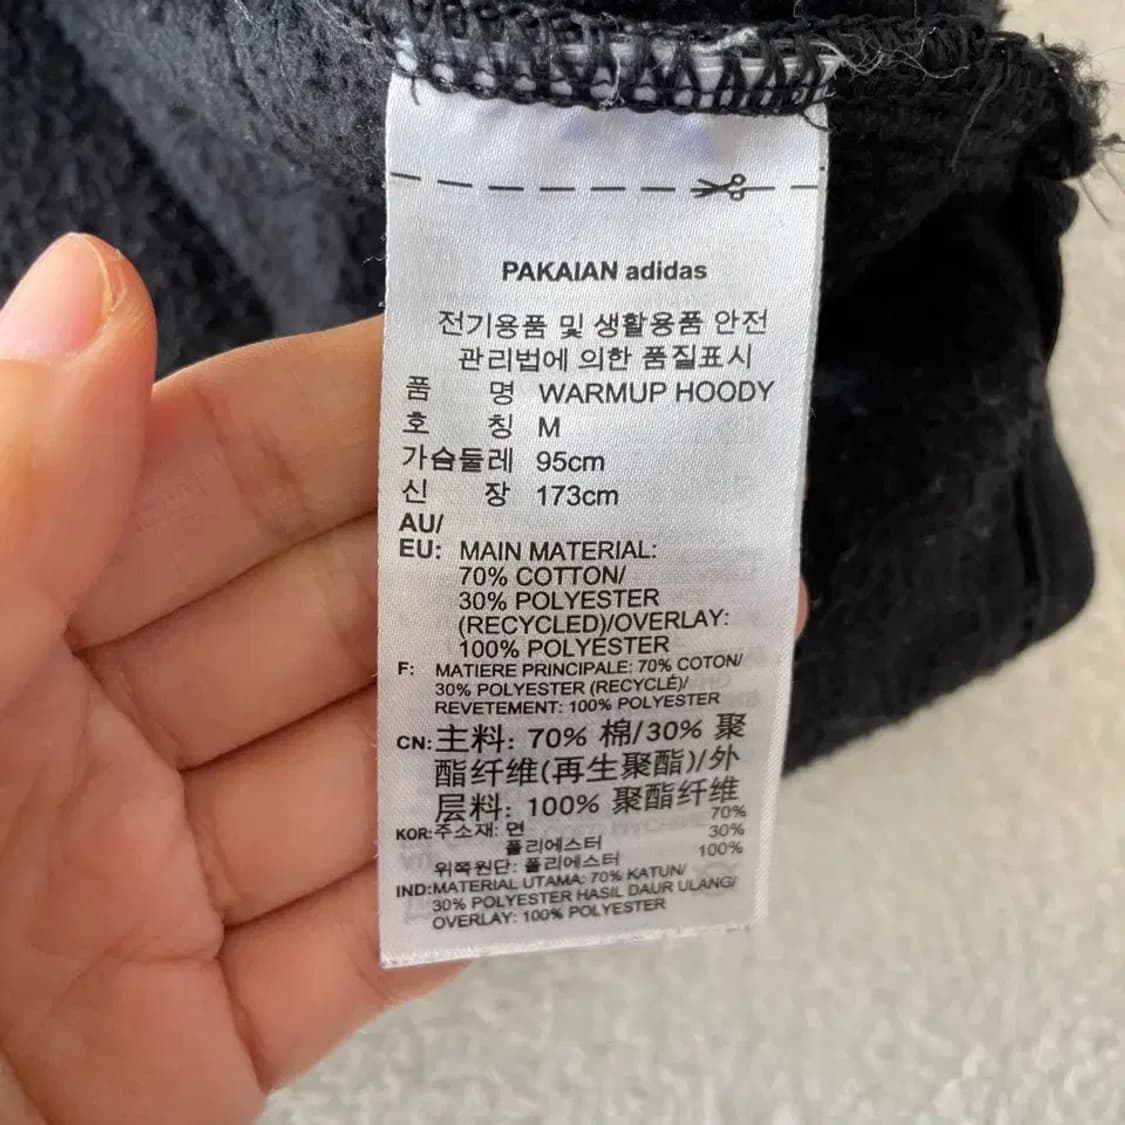 PAKAIAN adidas
전기용품 및 생활용품 안전
관리법에 의한 품질표시
품 명 WARMUP HOODY
호 칭 M
가슴둘레 95cm
신 장 173cm
AU/
EU: MAIN MATERIAL:
70% COTTON/
30% POLYESTER
(RECYCLED)/OVERLAY:
100% POLYESTER
F: MATIERE PRINCIPALE: 70% COTON/
30% POLYESTER (RECYCLÉ)/
REVETEMENT: 100% POLYESTER
CN: 主料: 70% 棉/30% 聚
酯纤维(再生聚酯)/外
层料: 100% 聚酯纤维
KOR: 주소재: 면 70%
폴리에스터 30%
위쪽원단: 폴리에스터 100%
IND: MATERIAL UTAMA: 70% KATUN/
30% POLYESTER HASIL DAUR ULANG/
OVERLAY: 100% POLYESTER